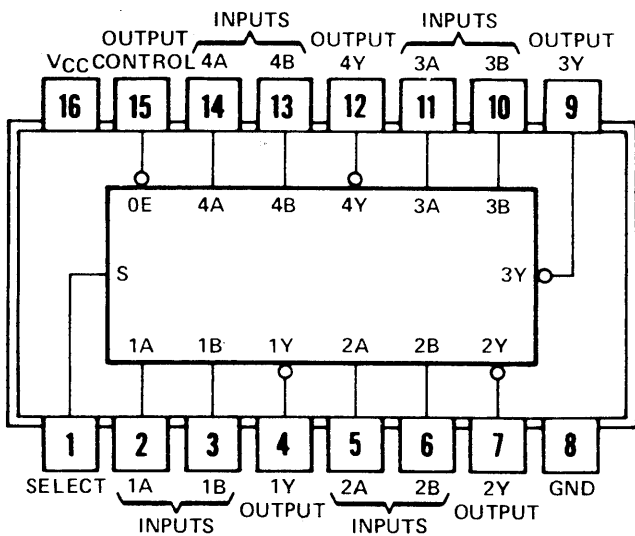 INPUTS INPUTS
OUTPUT OUTPUT OUTPUT
VCC CONTROL 4A 4B 4Y 3A 3B 3Y
16 15 14 13 12 11 10 9
0E 4A 4B 4Y 3A 3B
S 3Y
1A 1B 1Y 2A 2B 2Y
1 2 3 4 5 6 7 8
SELECT 1A 1B 1Y 2A 2B 2Y GND
INPUTS OUTPUT INPUTS OUTPUT